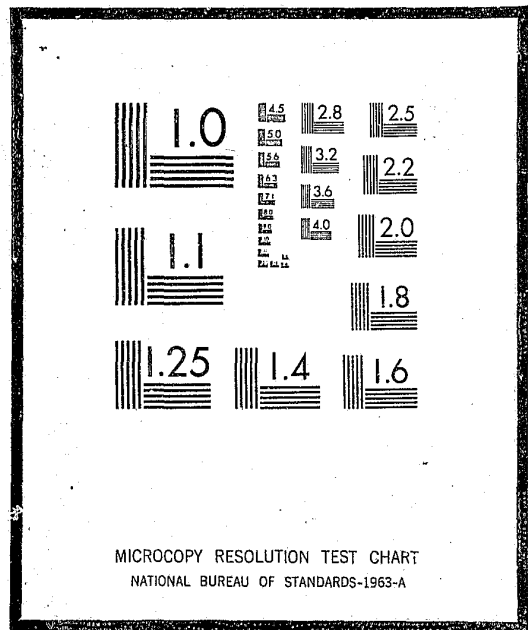 1.0 4.5 2.8 2.5
5.0
5.6 3.2 2.2
6.3
7.1 3.6
8.0 4.0 2.0
1.1
1.8
1.25 1.4 1.6
MICROCOPY RESOLUTION TEST CHART
NATIONAL BUREAU OF STANDARDS-1963-A